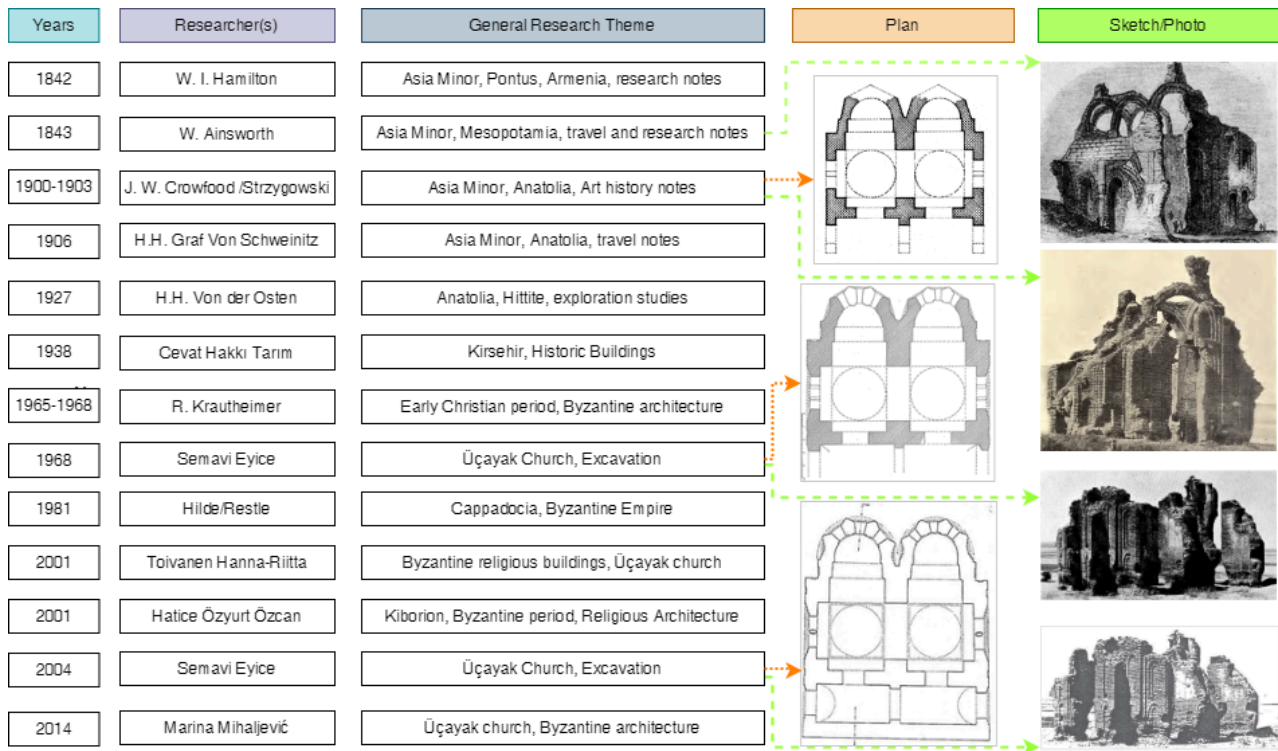 Years Researcher(s) General Research Theme Plan Sketch/Photo
1842 W. I. Hamilton Asia Minor, Pontus, Armenia, research notes
1843 W. Ainsworth Asia Minor, Mesopotamia, travel and research notes
1900-1903 J. W. Crowfood /Strzygowski Asia Minor, Anatolia, Art history notes
1906 H.H. Graf Von Schweinitz Asia Minor, Anatolia, travel notes
1927 H.H. Von der Osten Anatolia, Hittite, exploration studies
1938 Cevat Hakkı Tarım Kirsehir, Historic Buildings
1965-1968 R. Krautheimer Early Christian period, Byzantine architecture
1968 Semavi Eyice Üçayak Church, Excavation
1981 Hilde/Restle Cappadocia, Byzantine Empire
2001 Toivanen Hanna-Riitta Byzantine religious buildings, Üçayak church
2001 Hatice Özyurt Özcan Kiborion, Byzantine period, Religious Architecture
2004 Semavi Eyice Üçayak Church, Excavation
2014 Marina Mihaljević Üçayak church, Byzantine architecture